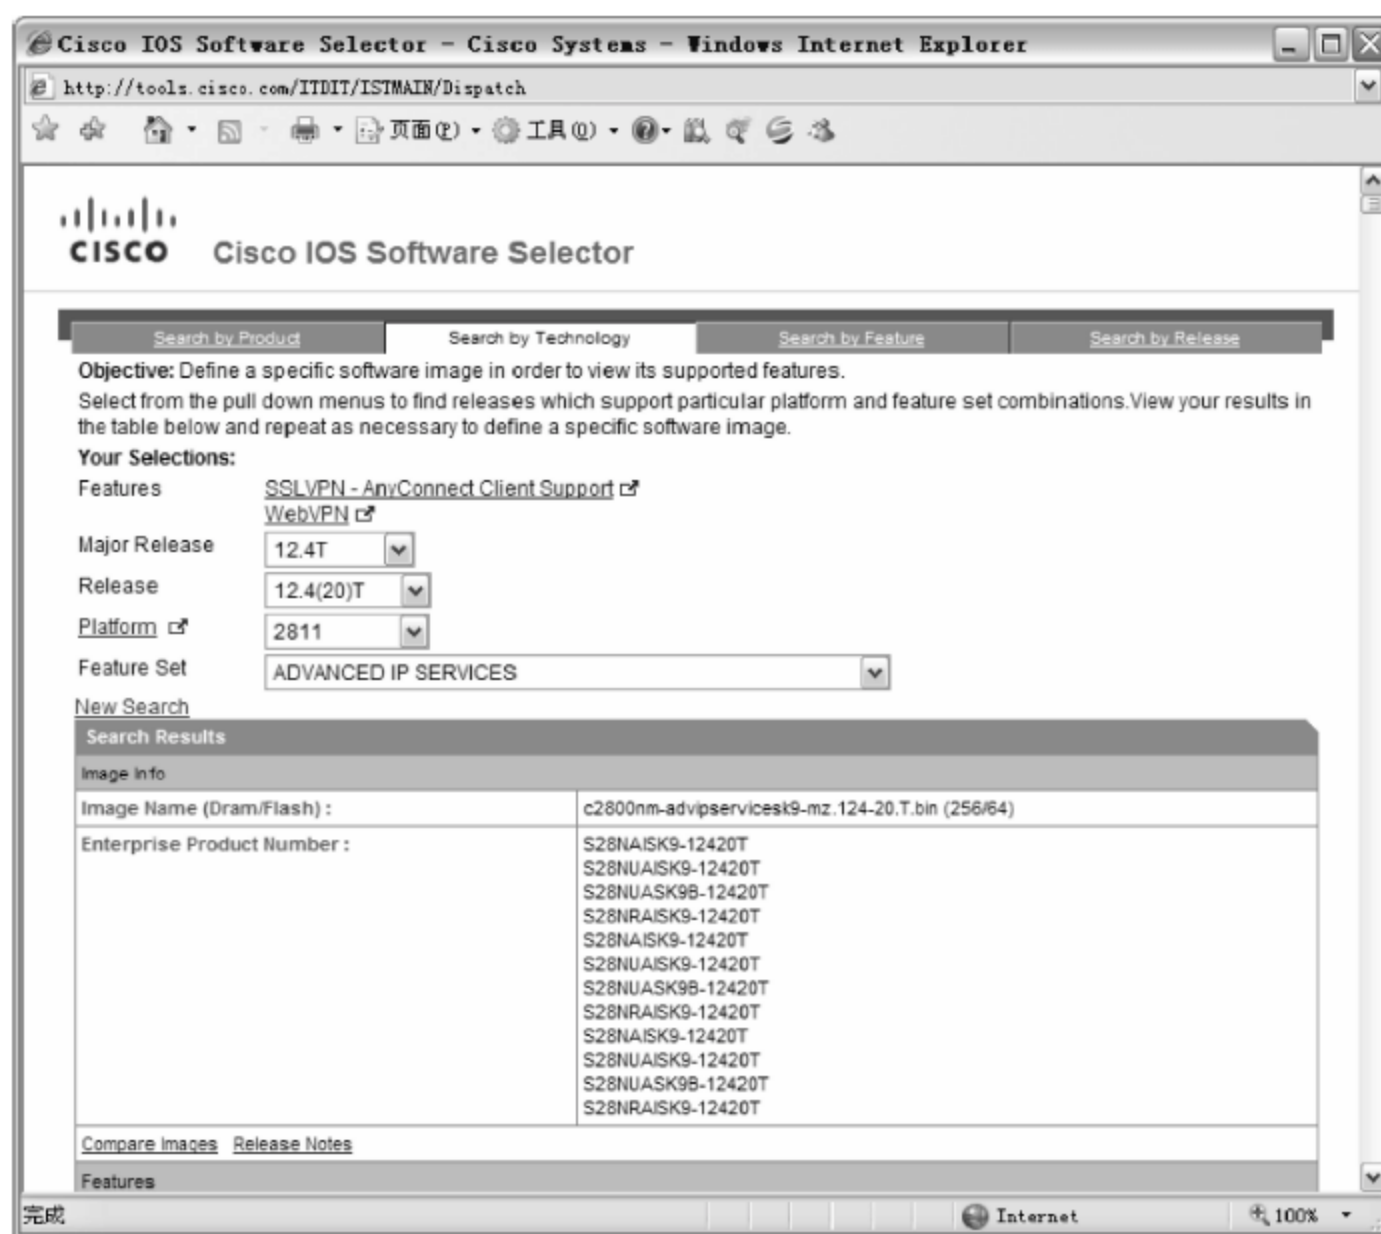 Cisco IOS Software Selector - Cisco Systems - Windows Internet Explorer
http://tools.cisco.com/ITDIT/ISTMAIN/Dispatch
页面(P) 工具(O)
CISCO Cisco IOS Software Selector
Search by Product Search by Technology Search by Feature Search by Release
Objective: Define a specific software image in order to view its supported features.
Select from the pull down menus to find releases which support particular platform and feature set combinations.View your results in
the table below and repeat as necessary to define a specific software image.
Your Selections:
Features SSLVPN - AnyConnect Client Support
WebVPN
Major Release 12.4T
Release 12.4(20)T
Platform 2811
Feature Set ADVANCED IP SERVICES
New Search
Search Results
Image Info
Image Name (Dram/Flash) : c2800nm-advipservicesk9-mz.124-20.T.bin (256/64)
Enterprise Product Number : S28NAISK9-12420T
S28NUAISK9-12420T
S28NUASK9B-12420T
S28NRAISK9-12420T
S28NAISK9-12420T
S28NUAISK9-12420T
S28NUASK9B-12420T
S28NRAISK9-12420T
S28NAISK9-12420T
S28NUAISK9-12420T
S28NUASK9B-12420T
S28NRAISK9-12420T
Compare Images Release Notes
Features
完成 Internet 100%